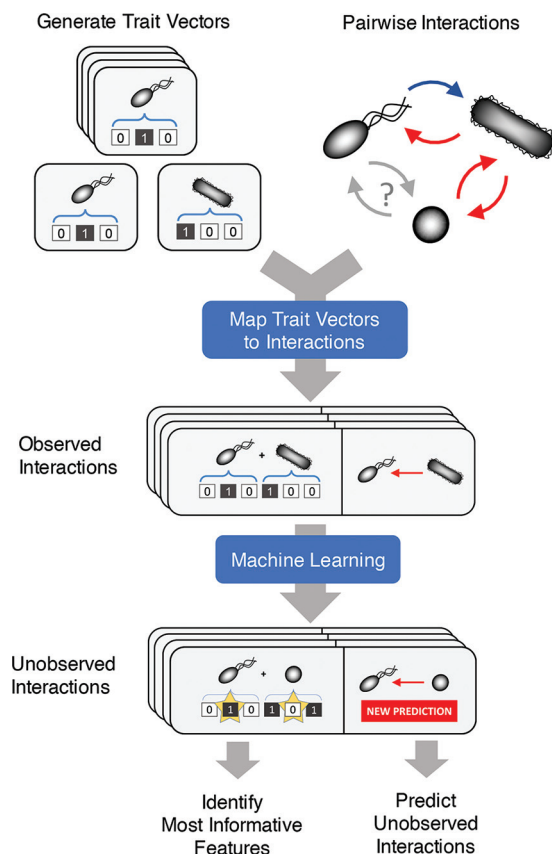 Generate Trait Vectors
Pairwise Interactions
0 1 0
?
0 1 0
1 0 0
Map Trait Vectors
to Interactions
Observed
Interactions
+
0 1 0 1 0 0
Machine Learning
Unobserved
Interactions
+
0 1 0 1 0 1
NEW PREDICTION
Identify
Most Informative
Features
Predict
Unobserved
Interactions